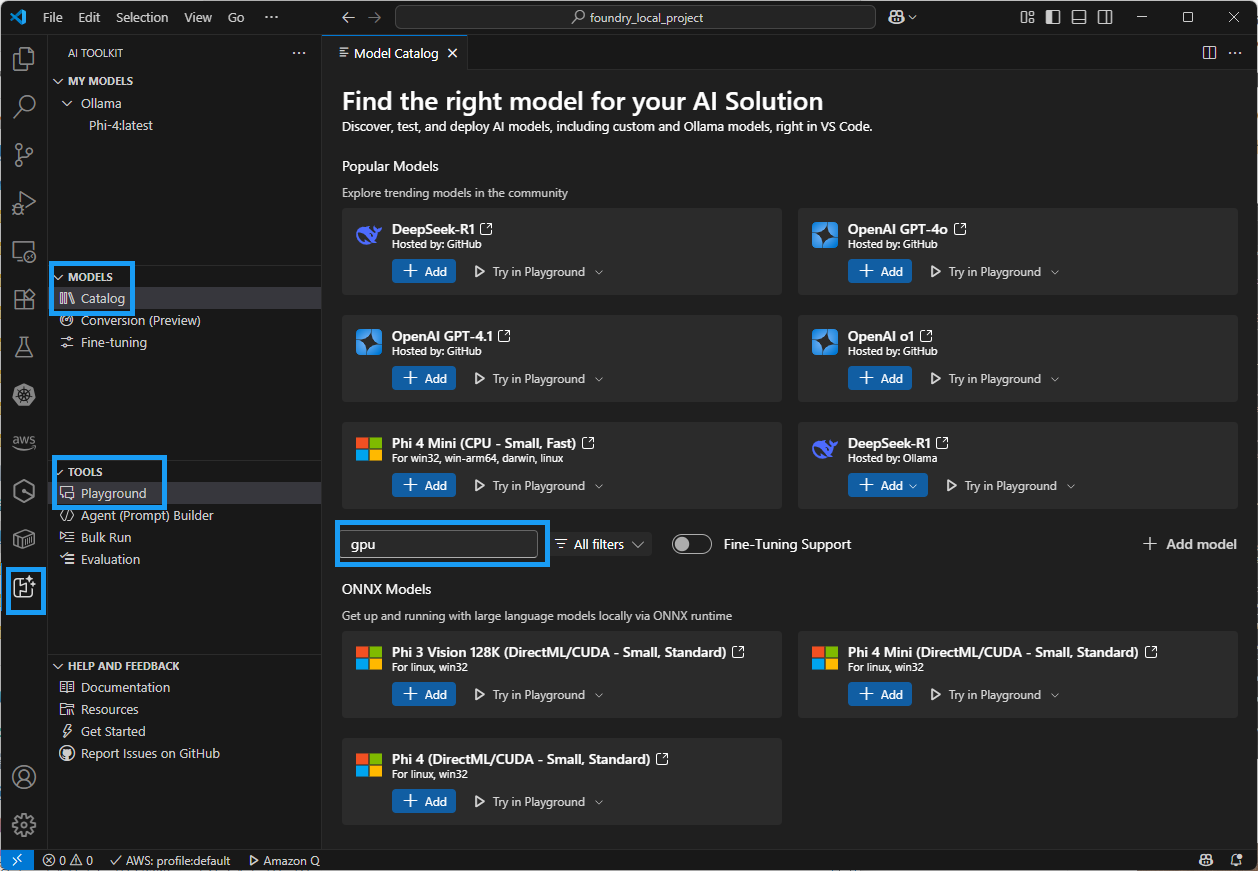 File Edit Selection View Go ···
foundry_local_project
AI TOOLKIT ···
MY MODELS
Ollama
Phi-4:latest
MODELS
Catalog
Conversion (Preview)
Fine-tuning
TOOLS
Playground
Agent (Prompt) Builder
Bulk Run
Evaluation
HELP AND FEEDBACK
Documentation
Resources
Get Started
Report Issues on GitHub
aws
Model Catalog
Find the right model for your AI Solution
Discover, test, and deploy AI models, including custom and Ollama models, right in VS Code.
Popular Models
Explore trending models in the community
DeepSeek-R1
Hosted by: GitHub
Add Try in Playground
OpenAI GPT-4o
Hosted by: GitHub
Add Try in Playground
OpenAI GPT-4.1
Hosted by: GitHub
Add Try in Playground
OpenAI o1
Hosted by: GitHub
Add Try in Playground
Phi 4 Mini (CPU - Small, Fast)
For win32, win-arm64, darwin, linux
Add Try in Playground
DeepSeek-R1
Hosted by: Ollama
Add Try in Playground
gpu All filters Fine-Tuning Support Add model
ONNX Models
Get up and running with large language models locally via ONNX runtime
Phi 3 Vision 128K (DirectML/CUDA - Small, Standard)
For linux, win32
Add Try in Playground
Phi 4 Mini (DirectML/CUDA - Small, Standard)
For linux, win32
Add Try in Playground
Phi 4 (DirectML/CUDA - Small, Standard)
For linux, win32
Add Try in Playground
0 0 AWS: profile:default Amazon Q